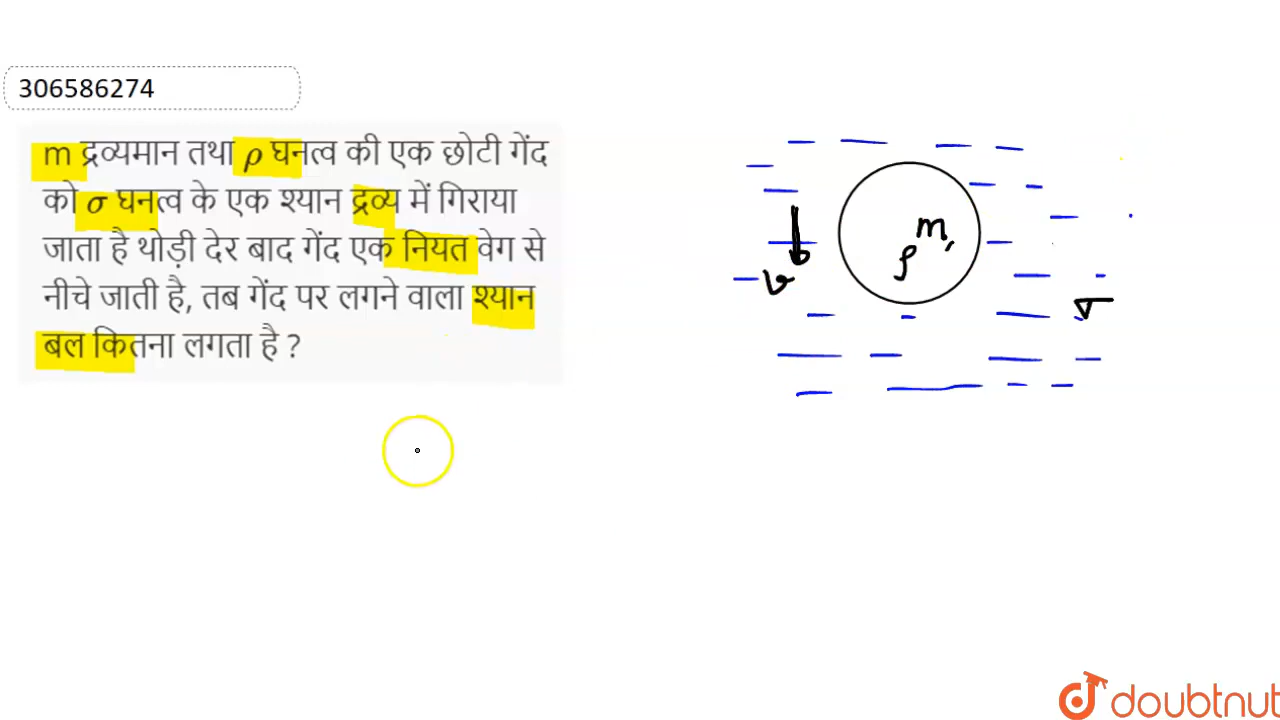 306586274
m द्रव्यमान तथा ρ घनत्व की एक छोटी गेंद
को σ घनत्व के एक श्यान द्रव्य में गिराया
जाता है थोड़ी देर बाद गेंद एक नियत वेग से
नीचे जाती है, तब गेंद पर लगने वाला श्यान
बल कितना लगता है ?
m,
ρ
v
σ
doubtnut